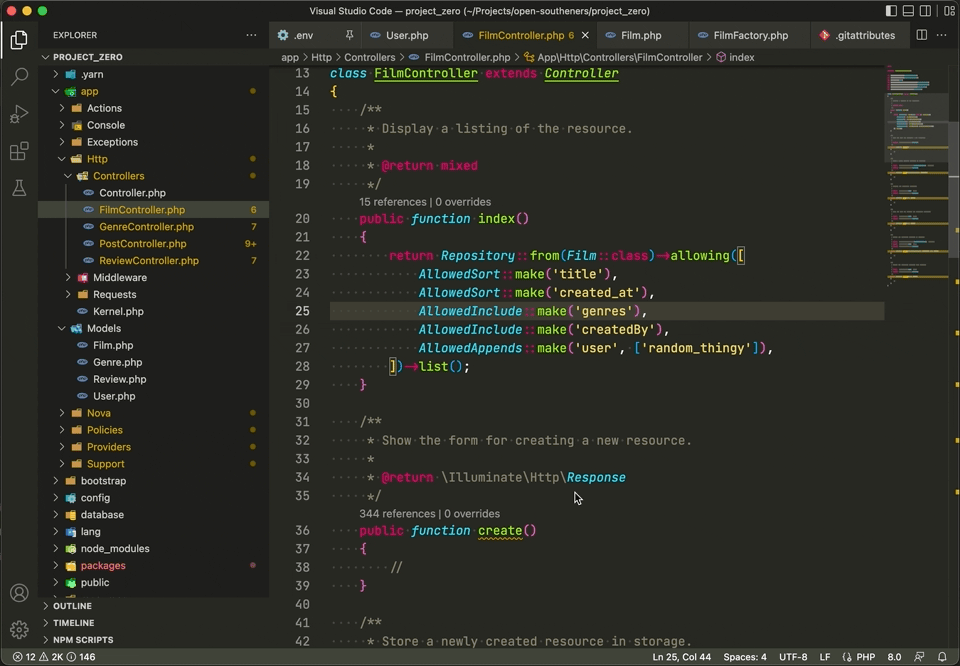 Visual Studio Code — project_zero (~/Projects/open-southeners/project_zero)
EXPLORER
PROJECT_ZERO
.yarn
app
Actions
Console
Exceptions
Http
Controllers
Controller.php
FilmController.php 6
GenreController.php 7
PostController.php 9+
ReviewController.php 7
Middleware
Requests
Kernel.php
Models
Film.php
Genre.php
Review.php
User.php
Nova
Policies
Providers
Support
bootstrap
config
database
lang
node_modules
packages
public
OUTLINE
TIMELINE
NPM SCRIPTS
.env User.php FilmController.php 6 Film.php FilmFactory.php .gitattributes
app > Http > Controllers > FilmController.php > App\Http\Controllers\FilmController > index
13 class FilmController extends Controller
14 {
15 /**
16 * Display a listing of the resource.
17 *
18 * @return mixed
19 */
15 references | 0 overrides
20 public function index()
21 {
22 return Repository::from(Film::class)->allowing([
23 AllowedSort::make('title'),
24 AllowedSort::make('created_at'),
25 AllowedInclude::make('genres'),
26 AllowedInclude::make('createdBy'),
27 AllowedAppends::make('user', ['random_thingy']),
28 ])->list();
29 }
30
31 /**
32 * Show the form for creating a new resource.
33 *
34 * @return \Illuminate\Http\Response
35 */
344 references | 0 overrides
36 public function create()
37 {
38 //
39 }
40
41 /**
42 * Store a newly created resource in storage.
12 2K 146 Ln 25, Col 44 Spaces: 4 UTF-8 LF PHP 8.0